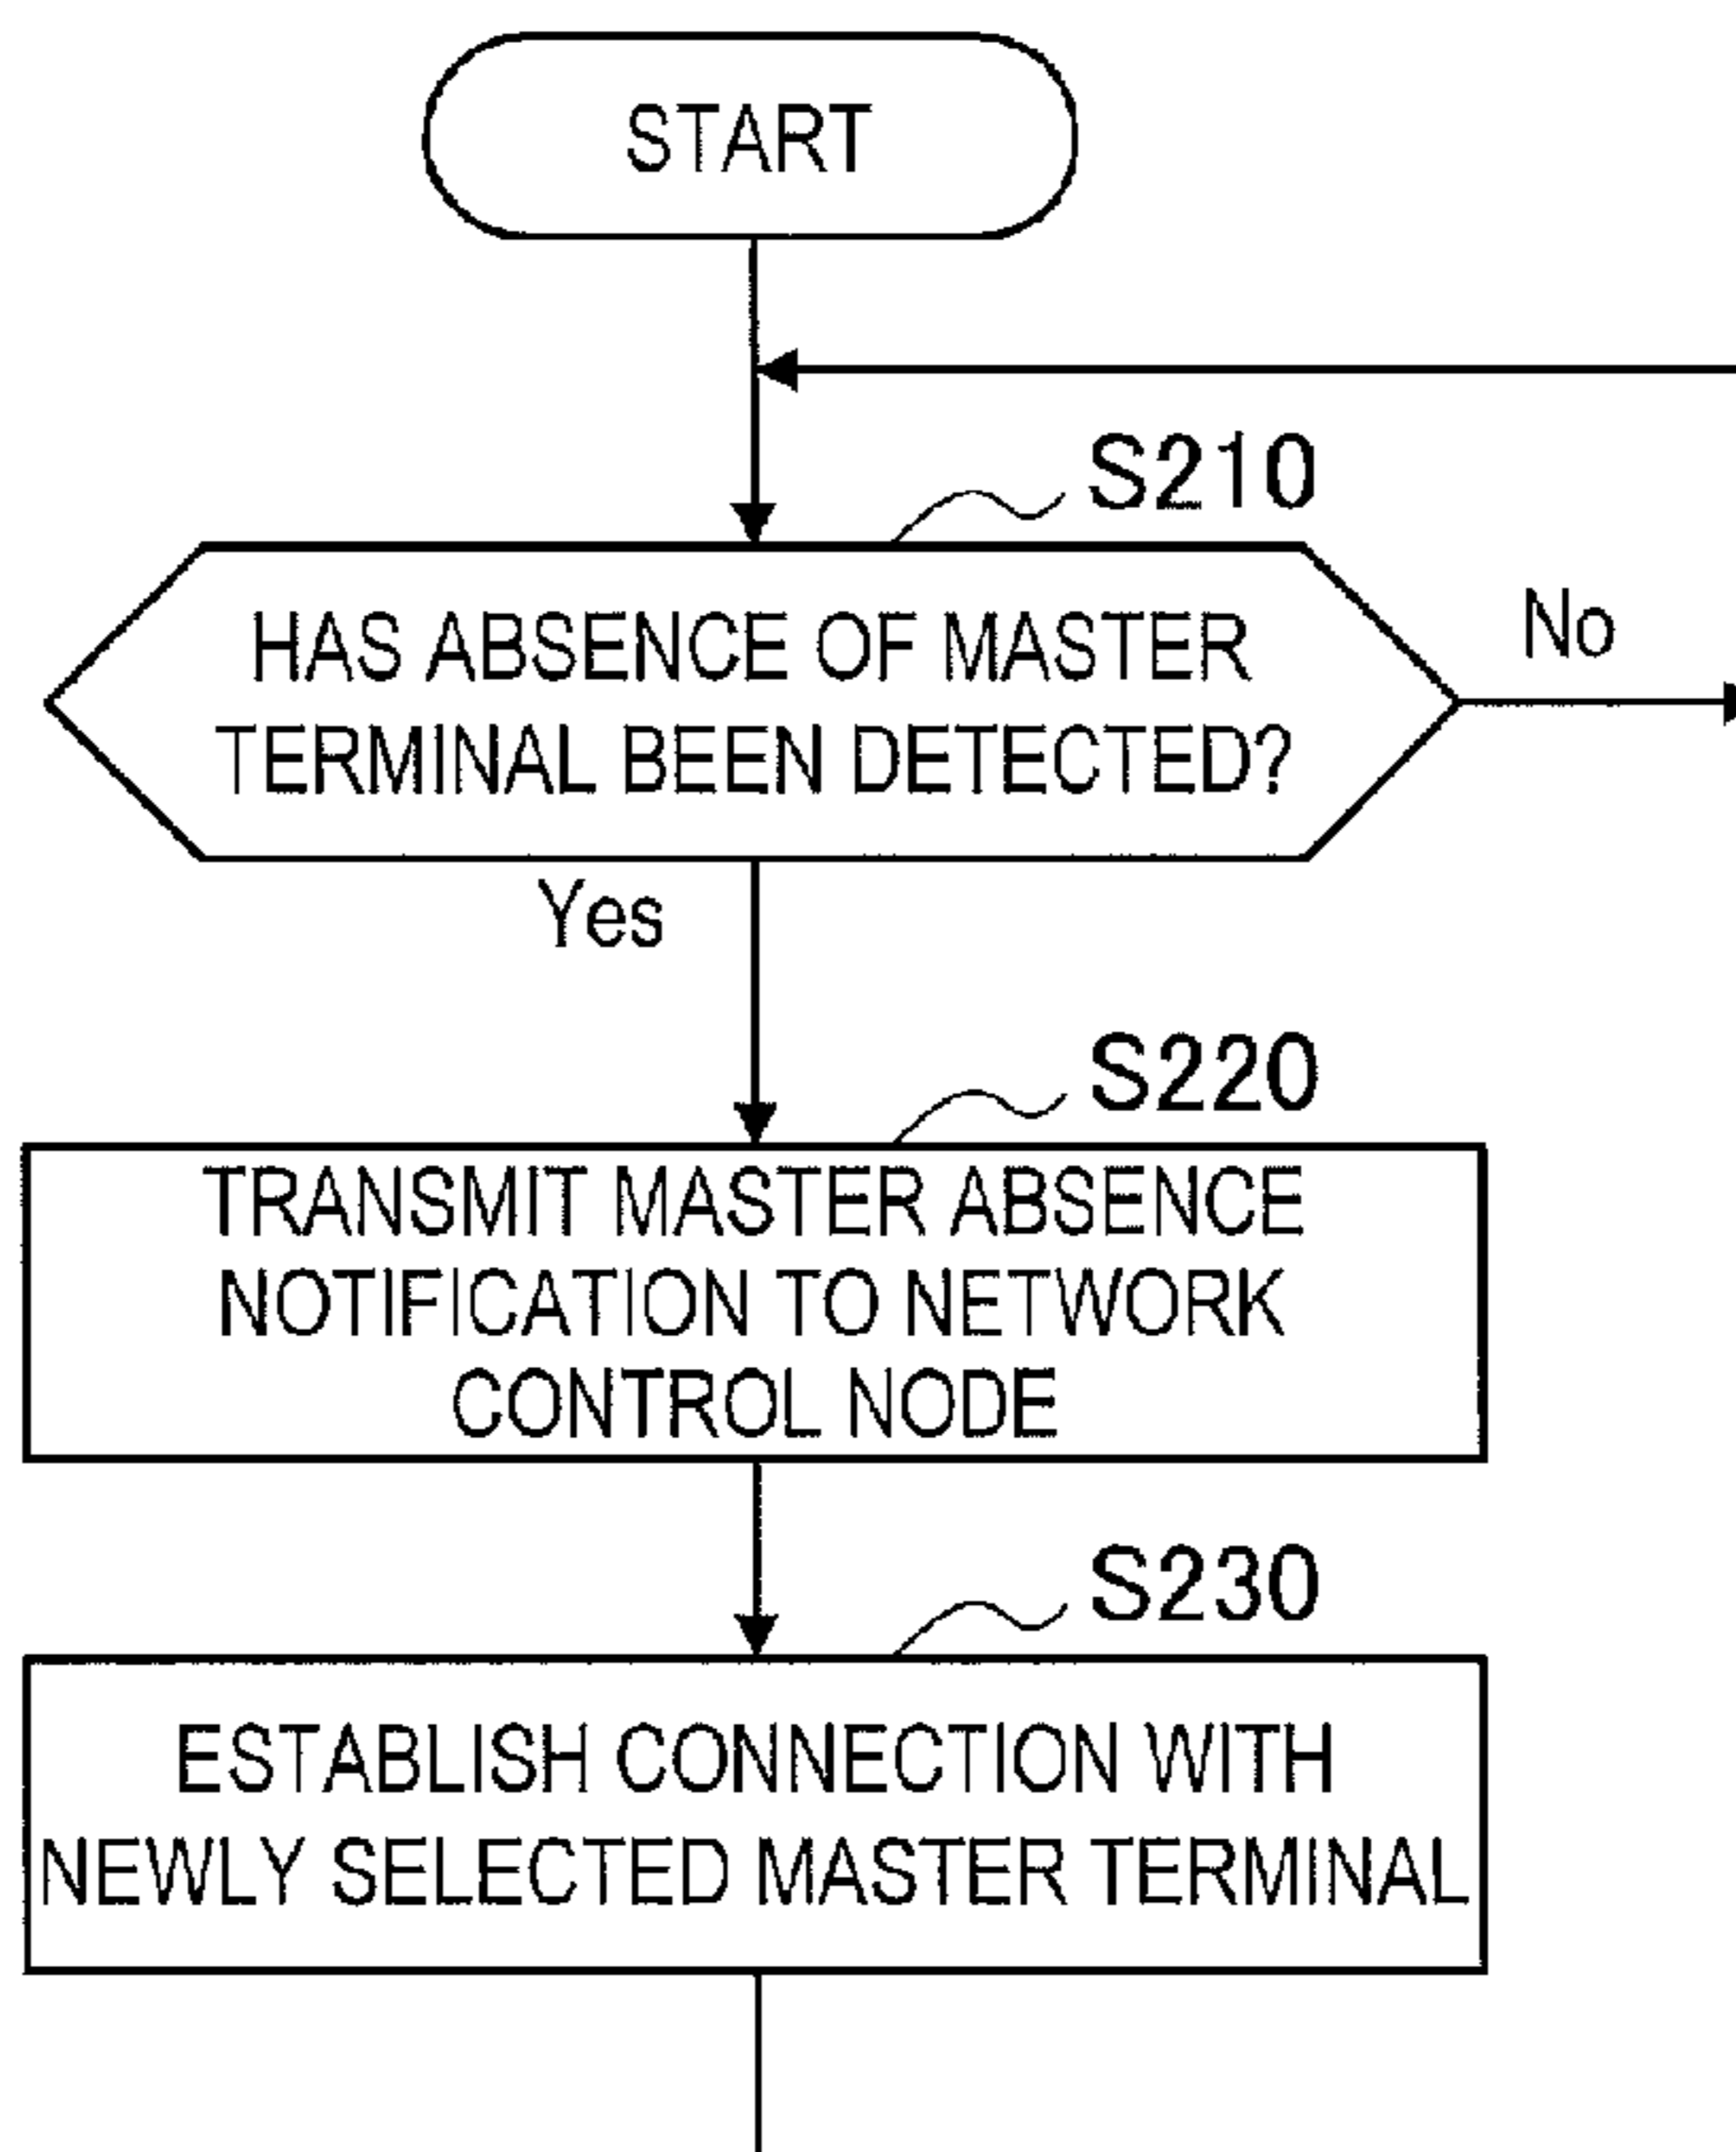 START
S210
HAS ABSENCE OF MASTER
TERMINAL BEEN DETECTED?
No
Yes
S220
TRANSMIT MASTER ABSENCE
NOTIFICATION TO NETWORK
CONTROL NODE
S230
ESTABLISH CONNECTION WITH
NEWLY SELECTED MASTER TERMINAL